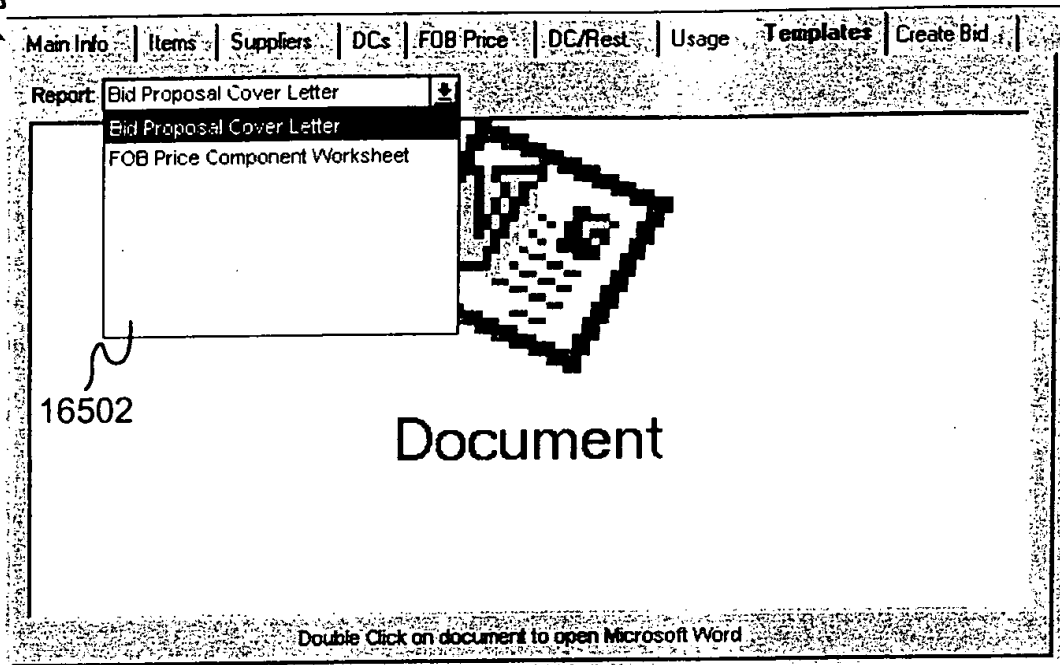 Main Info Items Suppliers DCs FOB Price DC/Rest. Usage Templates Create Bid
Report: Bid Proposal Cover Letter
Bid Proposal Cover Letter
FOB Price Component Worksheet
16502
Document
Double Click on document to open Microsoft Word